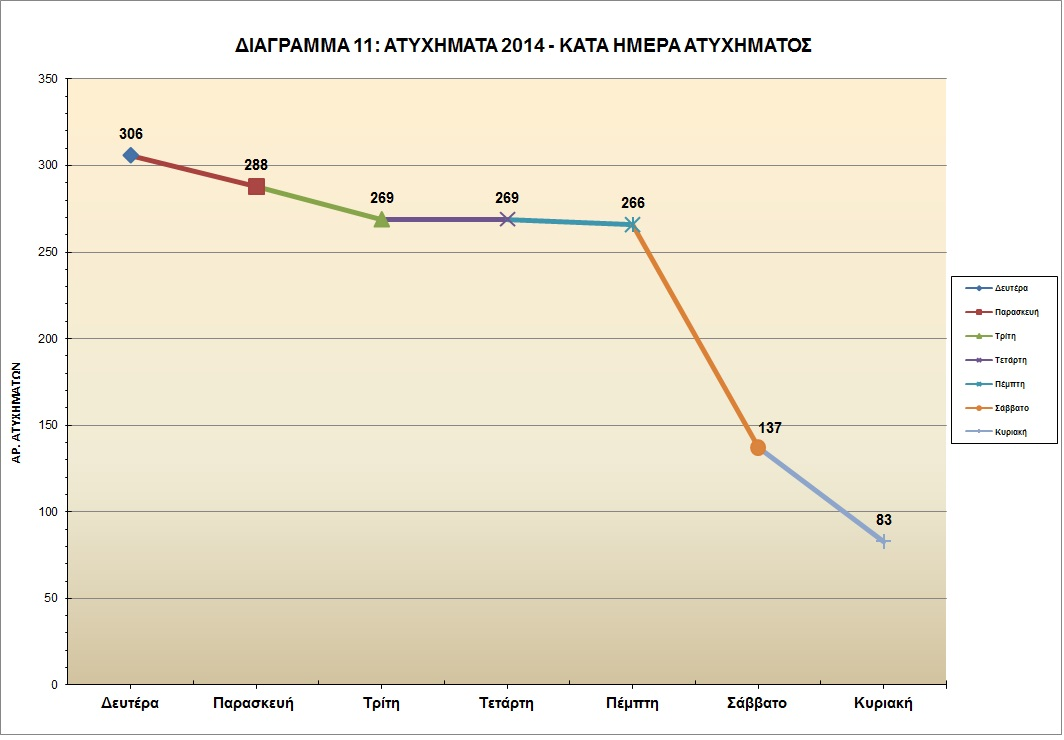 ΔΙΑΓΡΑΜΜΑ 11: ΑΤΥΧΗΜΑΤΑ 2014 - ΚΑΤΑ ΗΜΕΡΑ ΑΤΥΧΗΜΑΤΟΣ
ΑΡ. ΑΤΥΧΗΜΑΤΩΝ
350
300
250
200
150
100
50
0
306
288
269
269
266
137
83
Δευτέρα
Παρασκευή
Τρίτη
Τετάρτη
Πέμπτη
Σάββατο
Κυριακή
Δευτέρα
Παρασκευή
Τρίτη
Τετάρτη
Πέμπτη
Σάββατο
Κυριακή